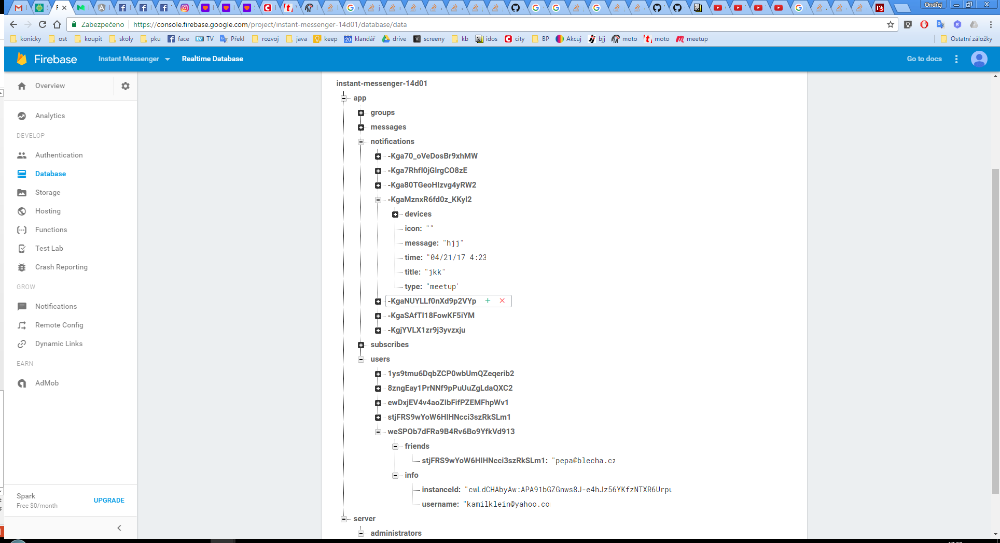 Ondřej
Zabezpečeno
https://console.firebase.google.com/project/instant-messenger-14d01/database/data
konicky ost koupit skoly pku face TV Překl rozvoj java keep klandář drive screeny kb idos city BP Akcuj bjj moto moto meetup Ostatní záložky
Firebase Instant Messenger Realtime Database Go to docs
Overview
Analytics
DEVELOP
Authentication
Database
Storage
Hosting
Functions
Test Lab
Crash Reporting
GROW
Notifications
Remote Config
Dynamic Links
EARN
AdMob
Spark
Free $0/month
UPGRADE
instant-messenger-14d01
app
groups
messages
notifications
-Kga70_oVeDosBr9xhMW
-Kga7RhfI0jGlrgCO8zE
-Kga80TGeoHIzvg4yRW2
-KgaMznxR6fd0z_KKyl2
devices
icon: ""
message: "hjj"
time: "04/21/17 4:23
title: "jkk"
type: "meetup"
-KgaNUYLLf0nXd9p2VYp
-KgaSAfTI18FowKF5iYM
-KgjYVLX1zr9j3yvzxju
subscribes
users
1ys9tmu6DqbZCP0wbUmQZeqerib2
8zngEay1PrNNf9pPuUuZgLdaQXC2
ewDxjEV4v4aoZlbFifPZEMFhpWv1
stjFRS9wYoW6HlHNcci3szRkSLm1
weSPOb7dFRa9B4Rv6Bo9YfkVd913
friends
stjFRS9wYoW6HlHNcci3szRkSLm1: "pepa@blecha.cz
info
instanceId: "cwLdCHAbyAw:APA91bGZGnws8J-e4hJz56YKfzNTXR6Urpu
username: "kamilklein@yahoo.co
server
administrators